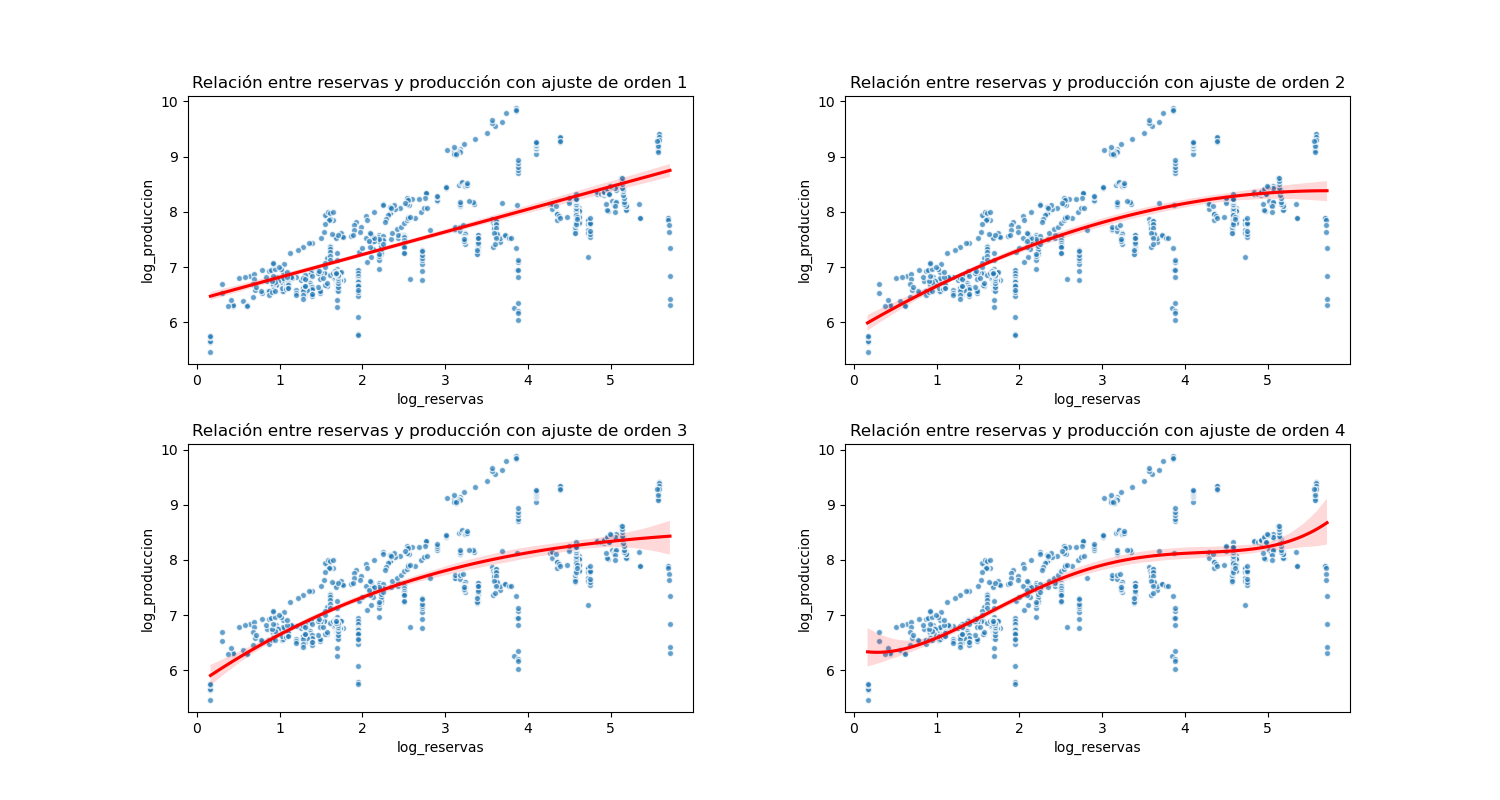 Relación entre reservas y producción con ajuste de orden 1
10
9
8
7
6
log_produccion
0 1 2 3 4 5
log_reservas
Relación entre reservas y producción con ajuste de orden 2
10
9
8
7
6
log_produccion
0 1 2 3 4 5
log_reservas
Relación entre reservas y producción con ajuste de orden 3
10
9
8
7
6
log_produccion
0 1 2 3 4 5
log_reservas
Relación entre reservas y producción con ajuste de orden 4
10
9
8
7
6
log_produccion
0 1 2 3 4 5
log_reservas